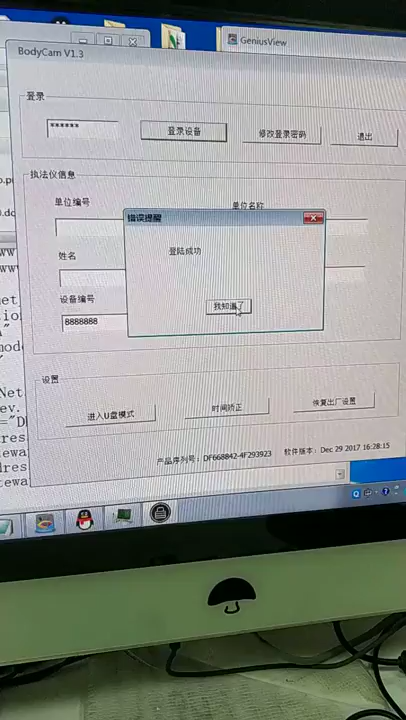 GeniusView
BodyCam V1.3
登录
******
登录设备
修改登录密码
退出
执法仪信息
单位编号
单位名称
错误提醒
登陆成功
姓名
我知道了
设备编号
8888888
设置
进入U盘模式
时间矫正
恢复出厂设置
产品序列号：DF668842-4F293923
软件版本：Dec 29 2017 16:28:15